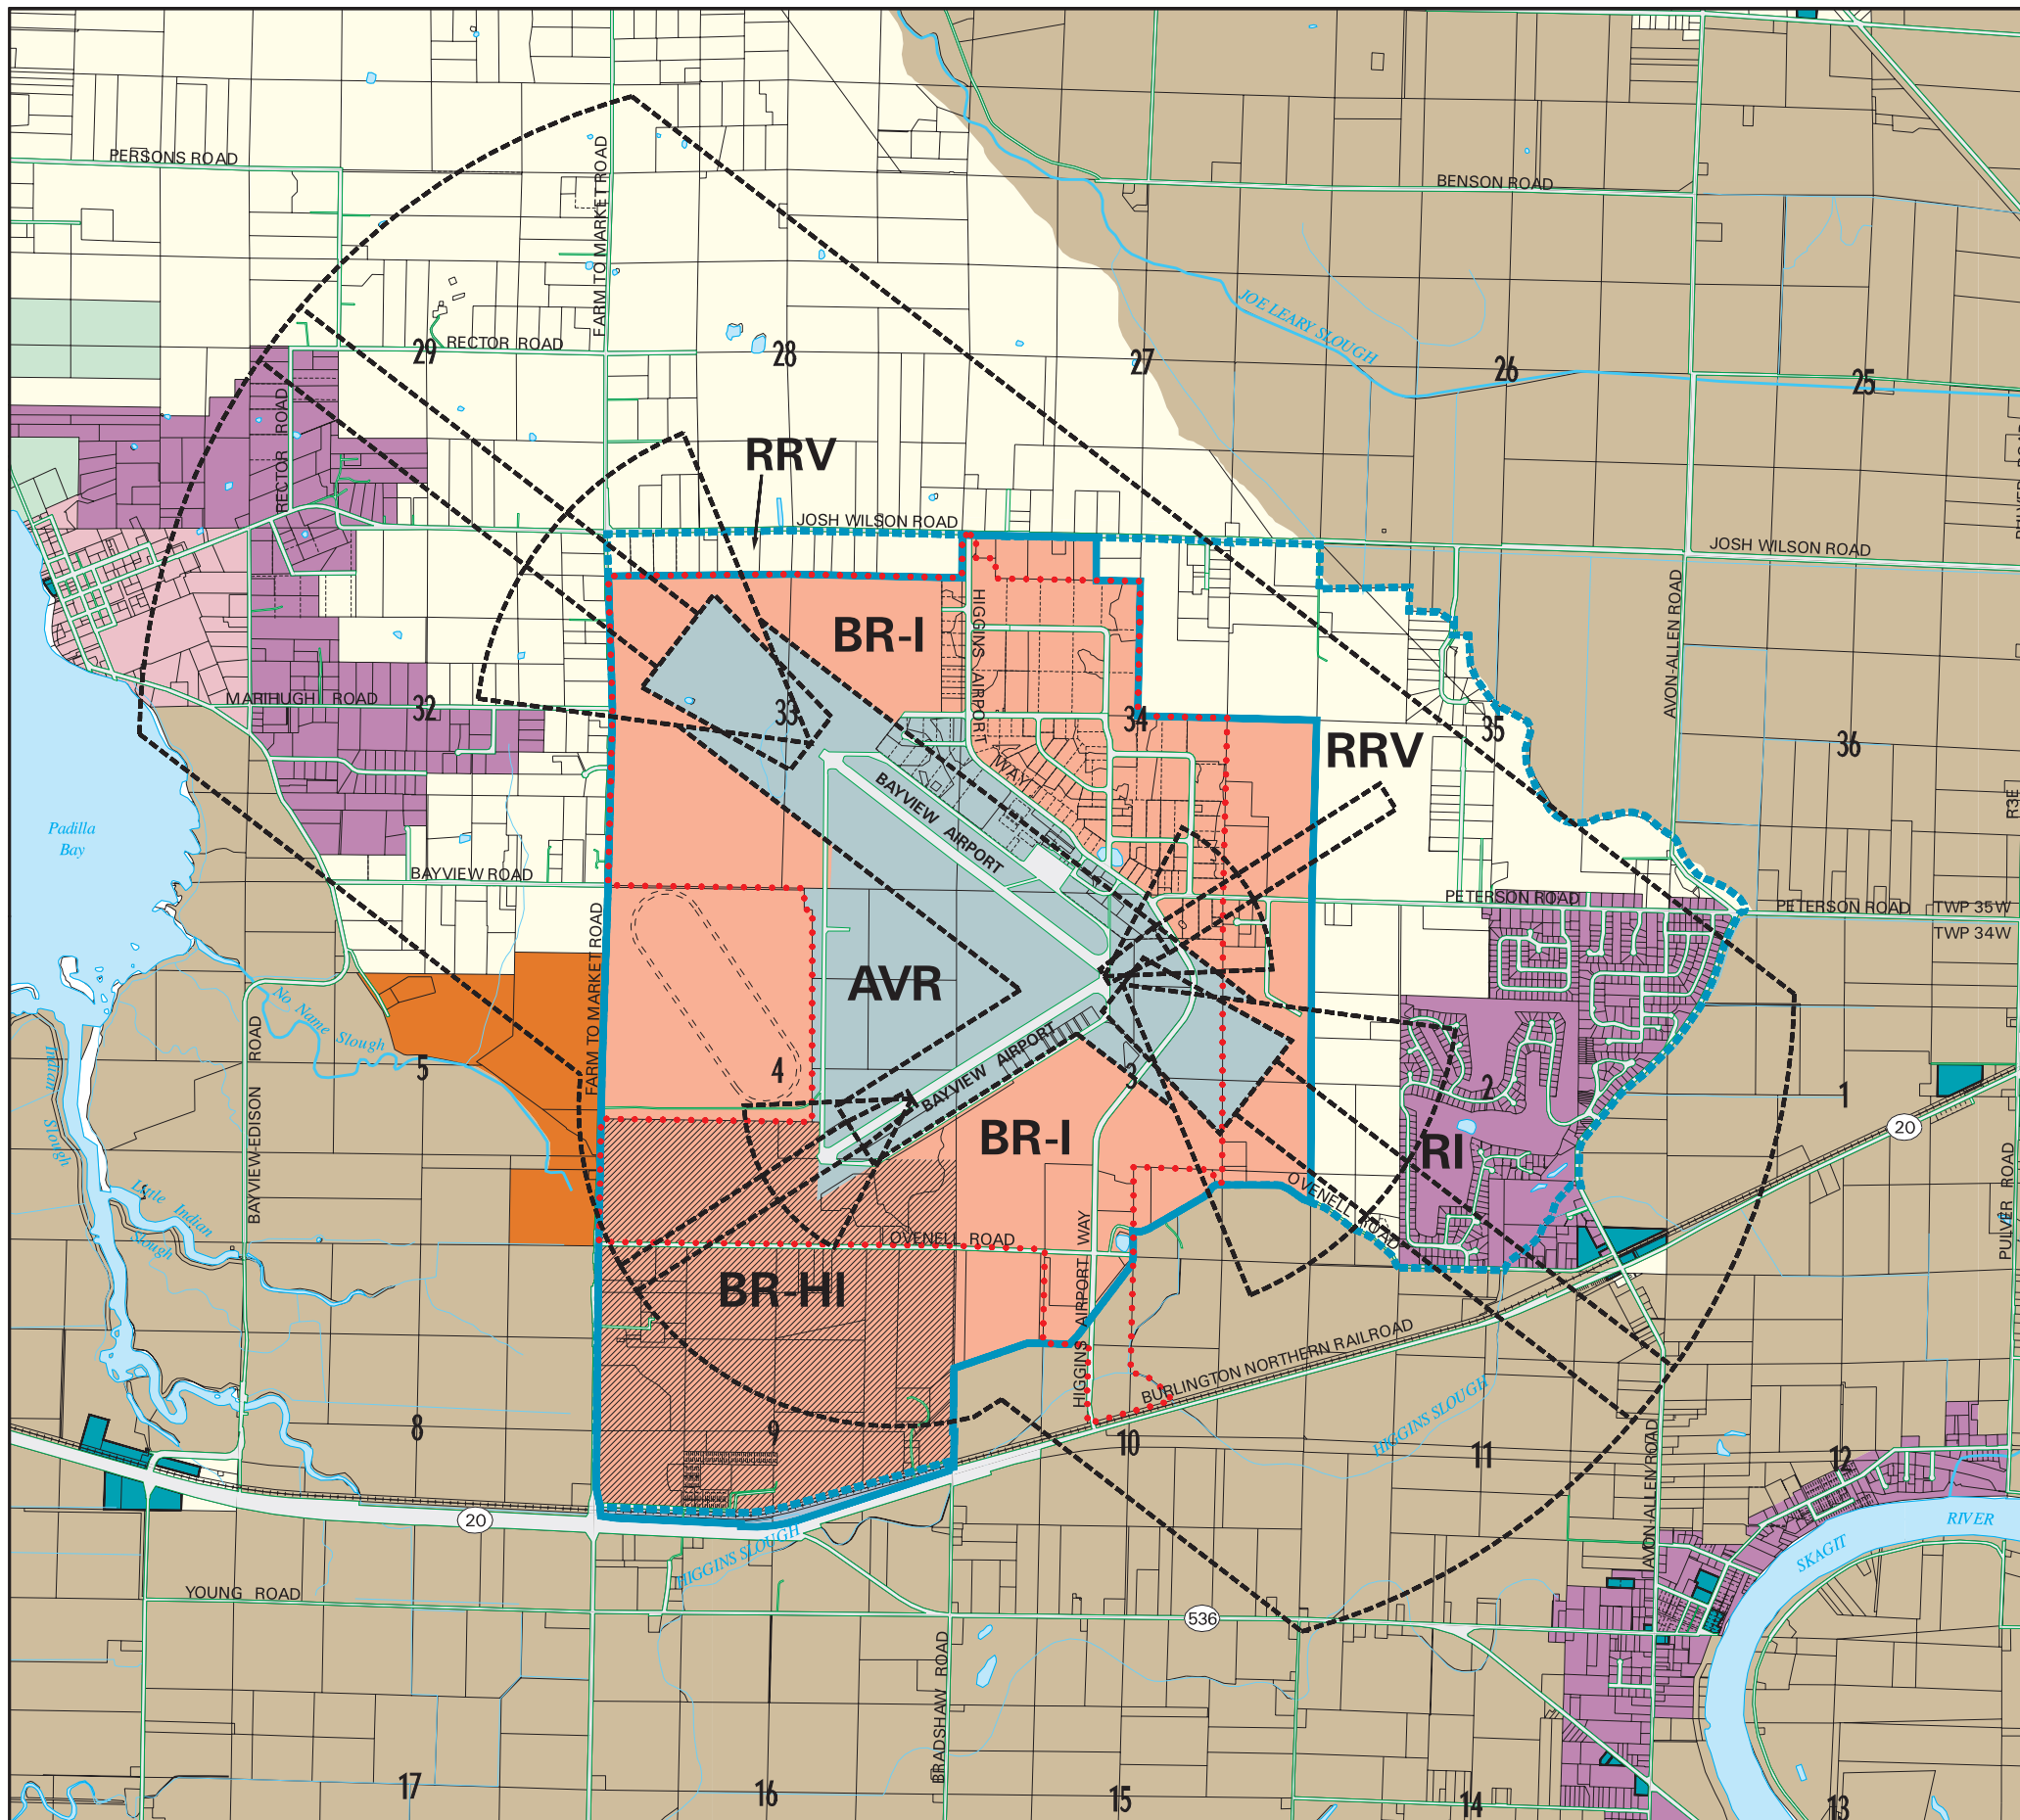 PERSONS ROAD
FARM TO MARKET ROAD
BENSON ROAD
JOE LEARY SLOUGH
29
RECTOR ROAD
28
27
26
25
RECTOR ROAD
RRV
JOSH WILSON ROAD
JOSH WILSON ROAD
AVON-ALLEN ROAD
BR-I
HIGGINS AIRPORT
WAY
MARIHUGH ROAD
32
33
34
35
36
RRV
R3E
BAYVIEW AIRPORT
Padilla
Bay
BAYVIEW ROAD
PETERSON ROAD
PETERSON ROAD
TWP 35W
TWP 34W
FARM TO MARKET ROAD
AVR
No Name Slough
BAYVIEW-EDISON ROAD
Indian
Slough
5
4
BAYVIEW AIRPORT
3
2
1
20
BR-I
RI
Little Indian
Slough
OVENELL ROAD
OVENELL ROAD
PULVER ROAD
BR-HI
HIGGINS AIRPORT WAY
BURLINGTON NORTHERN RAILROAD
HIGGINS SLOUGH
8
9
10
11
12
AVON-ALLEN ROAD
20
HIGGINS SLOUGH
SKAGIT
RIVER
YOUNG ROAD
536
BRADSHAW ROAD
17
16
15
14
13